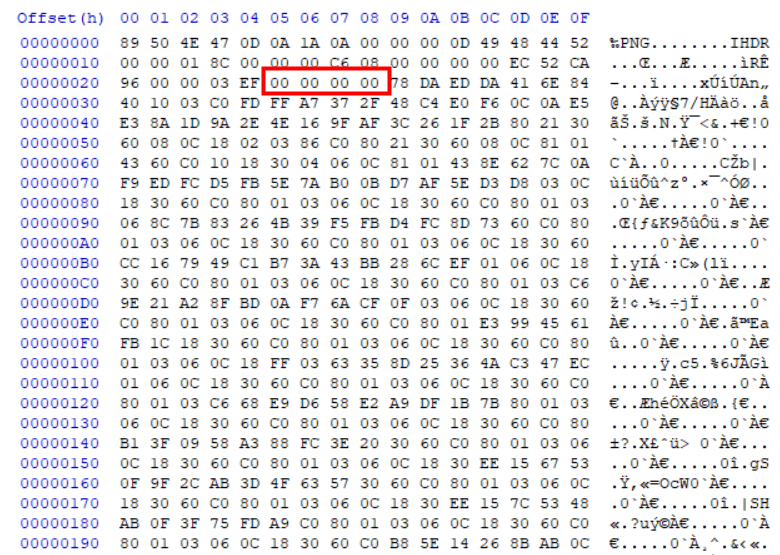 Offset(h) 00 01 02 03 04 05 06 07 08 09 0A 0B 0C 0D 0E 0F
00000000 89 50 4E 47 0D 0A 1A 0A 00 00 00 0D 49 48 44 52 ‰PNG........IHDR
00000010 00 00 01 8C 00 00 00 C6 08 00 00 00 00 EC 52 CA ...Œ...Æ.....ìRÊ
00000020 96 00 00 03 EF 00 00 00 00 78 DA ED DA 41 6E 84 –...ï....xÚíÚAn„
00000030 40 10 03 C0 FD FF A7 37 2F 48 C4 E0 F6 0C 0A E5 @..Àýÿ§7/HÄàö..å
00000040 E3 8A 1D 9A 2E 4E 16 9F AF 3C 26 1F 2B 80 21 30 ãŠ.š.N.Ÿ¯<&.+€!0
00000050 60 08 0C 18 02 03 86 C0 80 21 30 60 08 0C 81 01 `.....†À€!0`....
00000060 43 60 C0 10 18 30 04 06 0C 81 01 43 8E 62 7C 0A C`À..0.....CŽb|.
00000070 F9 ED FC D5 FB 5E 7A B0 0B D7 AF 5E D3 D8 03 0C ùíüÕû^z°.×¯^ÓØ..
00000080 18 30 60 C0 80 01 03 06 0C 18 30 60 C0 80 01 03 .0`À€.....0`À€..
00000090 06 8C 7B 83 26 4B 39 F5 FB D4 FC 8D 73 60 C0 80 .Œ{ƒ&K9õûÔü.s`À€
000000A0 01 03 06 0C 18 30 60 C0 80 01 03 06 0C 18 30 60 .....0`À€.....0`
000000B0 CC 16 79 49 C1 B7 3A 43 BB 28 6C EF 01 06 0C 18 Ì.yIÁ·:C»(lï....
000000C0 30 60 C0 80 01 03 06 0C 18 30 60 C0 80 01 03 C6 0`À€.....0`À€..Æ
000000D0 9E 21 A2 8F BD 0A F7 6A CF 0F 03 06 0C 18 30 60 ž!¢.½.÷jÏ.....0`
000000E0 C0 80 01 03 06 0C 18 30 60 C0 80 01 E3 99 45 61 À€.....0`À€.ã™Ea
000000F0 FB 1C 18 30 60 C0 80 01 03 06 0C 18 30 60 C0 80 û..0`À€.....0`À€
00000100 01 03 06 0C 18 FF 03 63 35 8D 25 36 4A C3 47 EC .....ÿ.c5.%6JÃGì
00000110 01 06 0C 18 30 60 C0 80 01 03 06 0C 18 30 60 C0 ....0`À€.....0`À
00000120 80 01 03 C6 68 E9 D6 58 E2 A9 DF 1B 7B 80 01 03 €..ÆhéÖXâ©ß.{€..
00000130 06 0C 18 30 60 C0 80 01 03 06 0C 18 30 60 C0 80 ...0`À€.....0`À€
00000140 B1 3F 09 58 A3 88 FC 3E 20 30 60 C0 80 01 03 06 ±?.X£ˆü> 0`À€...
00000150 0C 18 30 60 C0 80 01 03 06 0C 18 30 EE 15 67 53 ..0`À€.....0î.gS
00000160 0F 9F 2C AB 3D 4F 63 57 30 60 C0 80 01 03 06 0C .Ÿ,«=OcW0`À€....
00000170 18 30 60 C0 80 01 03 06 0C 18 30 EE 15 7C 53 48 .0`À€.....0î.|SH
00000180 AB 0F 3F 75 FD A9 C0 80 01 03 06 0C 18 30 60 C0 «.?uý©À€.....0`À
00000190 80 01 03 06 0C 18 30 60 C0 B8 5E 14 26 8B AB 0C €.....0`À¸^.&‹«.